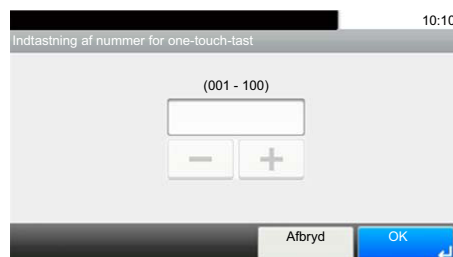 10:10
Indtastning af nummer for one-touch-tast
(001 - 100)
− +
Afbryd OK